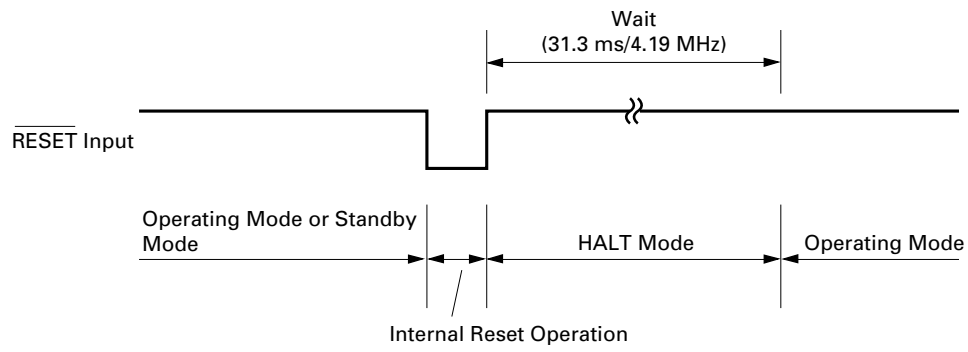 Wait
(31.3 ms/4.19 MHz)
RESET Input
Operating Mode or Standby
Mode
HALT Mode
Operating Mode
Internal Reset Operation